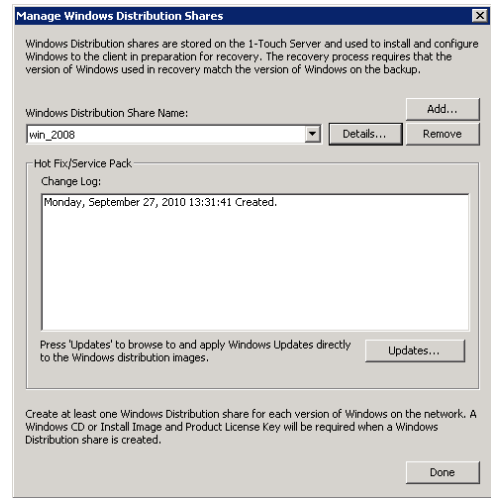 Manage Windows Distribution Shares
Windows Distribution shares are stored on the 1-Touch Server and used to install and configure
Windows to the client in preparation for recovery. The recovery process requires that the
version of Windows used in recovery match the version of Windows on the backup.
Add...
Windows Distribution Share Name:
win_2008
Details...
Remove
Hot Fix/Service Pack
Change Log:
Monday, September 27, 2010 13:31:41 Created.
Press 'Updates' to browse to and apply Windows Updates directly
to the Windows distribution images.
Updates...
Create at least one Windows Distribution share for each version of Windows on the network. A
Windows CD or Install Image and Product License Key will be required when a Windows
Distribution share is created.
Done